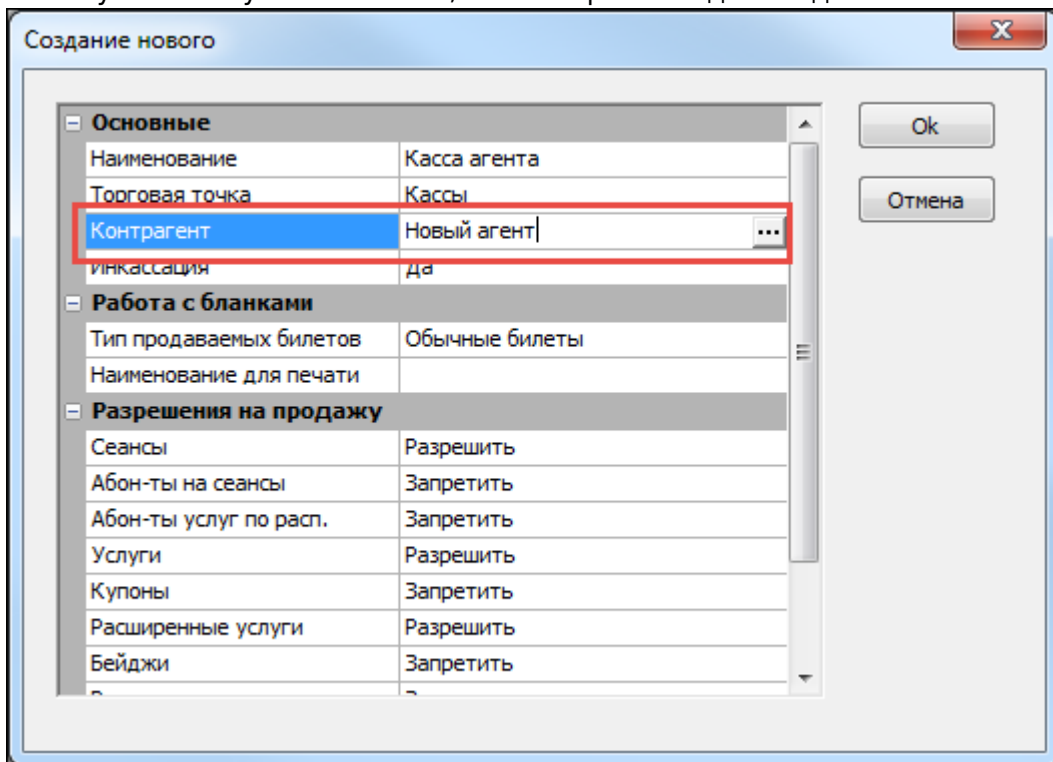 Создание нового
Основные
Наименование Касса агента
Торговая точка Кассы
Контрагент Новый агент ...
Инкассация да
Работа с бланками
Тип продаваемых билетов Обычные билеты
Наименование для печати
Разрешения на продажу
Сеансы Разрешить
Абон-ты на сеансы Запретить
Абон-ты услуг по расп. Запретить
Услуги Разрешить
Купоны Запретить
Расширенные услуги Разрешить
Бейджи Запретить
Ok
Отмена